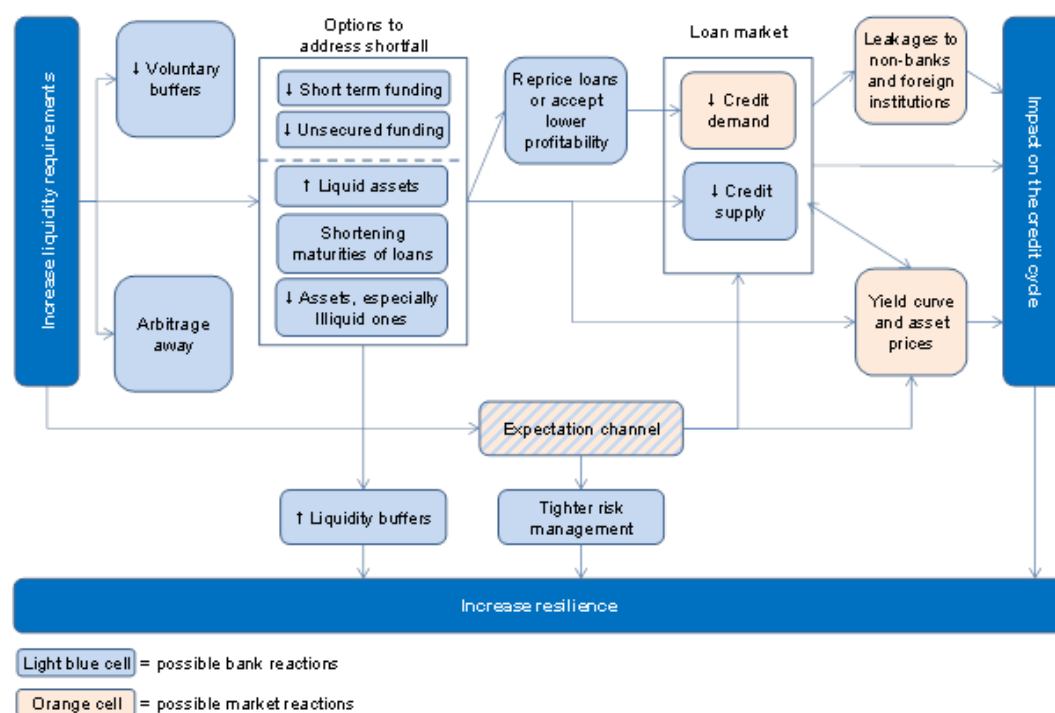 Increase liquidity requirements
↓ Voluntary
buffers
Arbitrage
away
Options to
address shortfall
↓ Short term funding
↓ Unsecured funding
↑ Liquid assets
Shortening
maturities of loans
↓ Assets, especially
Illiquid ones
Reprice loans
or accept
lower
profitability
Loan market
↓ Credit
demand
↓ Credit
supply
Leakages to
non-banks
and foreign
institutions
Yield curve
and asset
prices
Impact on the credit cycle
Expectation channel
↑ Liquidity buffers
Tighter risk
management
Increase resilience
Light blue cell = possible bank reactions
Orange cell = possible market reactions